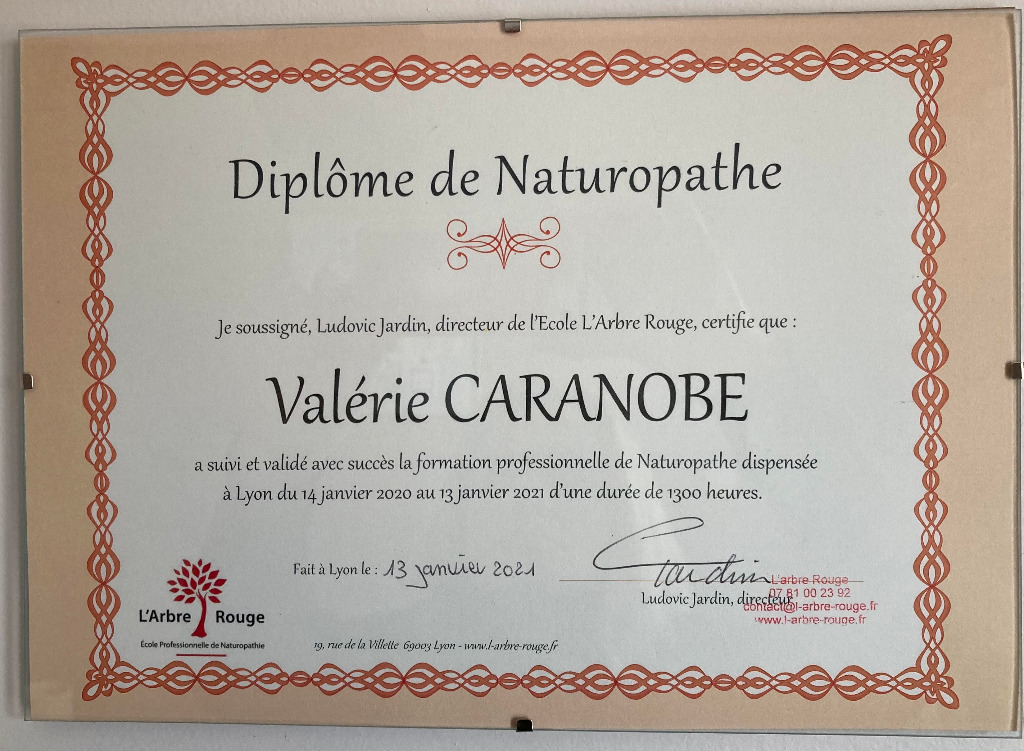 Diplôme de Naturopathe
Je soussigné, Ludovic Jardin, directeur de l'Ecole L'Arbre Rouge, certifie que :
Valérie CARANOBE
a suivi et validé avec succès la formation professionnelle de Naturopathe dispensée
à Lyon du 14 janvier 2020 au 13 janvier 2021 d'une durée de 1300 heures.
Fait à Lyon le : 13 janvier 2021
Jardin
Ludovic Jardin, directeur
L'Arbre Rouge
07 81 00 23 92
contact@l-arbre-rouge.fr
www.l-arbre-rouge.fr
L'Arbre Rouge
École Professionnelle de Naturopathie
19, rue de la Villette 69003 Lyon - www.l-arbre-rouge.fr